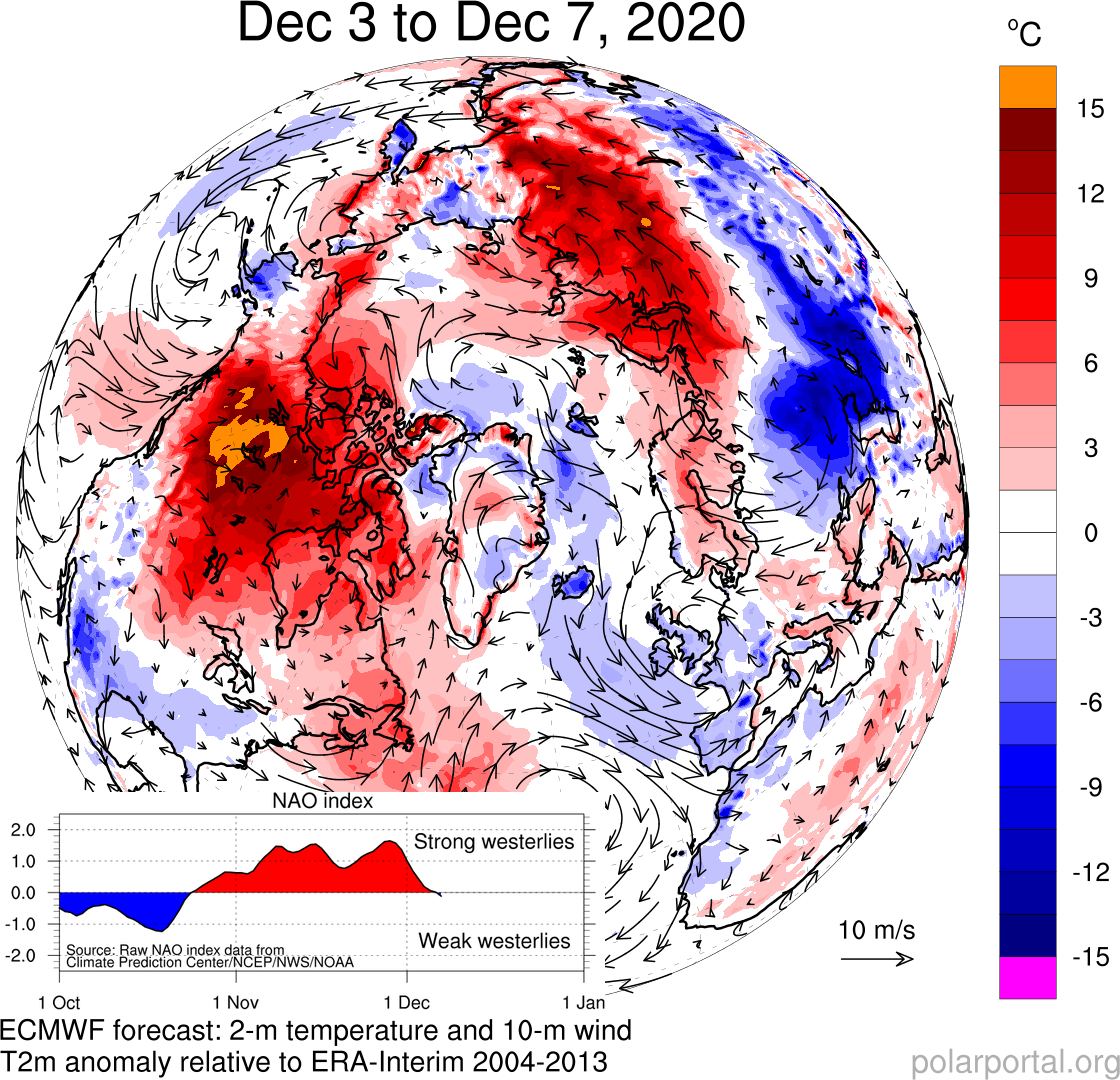 Dec 3 to Dec 7, 2020
°C
15
12
9
6
3
0
-3
-6
-9
-12
-15
NAO index
2.0
1.0
0.0
-1.0
-2.0
Strong westerlies
Weak westerlies
Source: Raw NAO index data from
Climate Prediction Center/NCEP/NWS/NOAA
1 Oct
1 Nov
1 Dec
1 Jan
10 m/s
ECMWF forecast: 2-m temperature and 10-m wind
T2m anomaly relative to ERA-Interim 2004-2013
polarportal.org